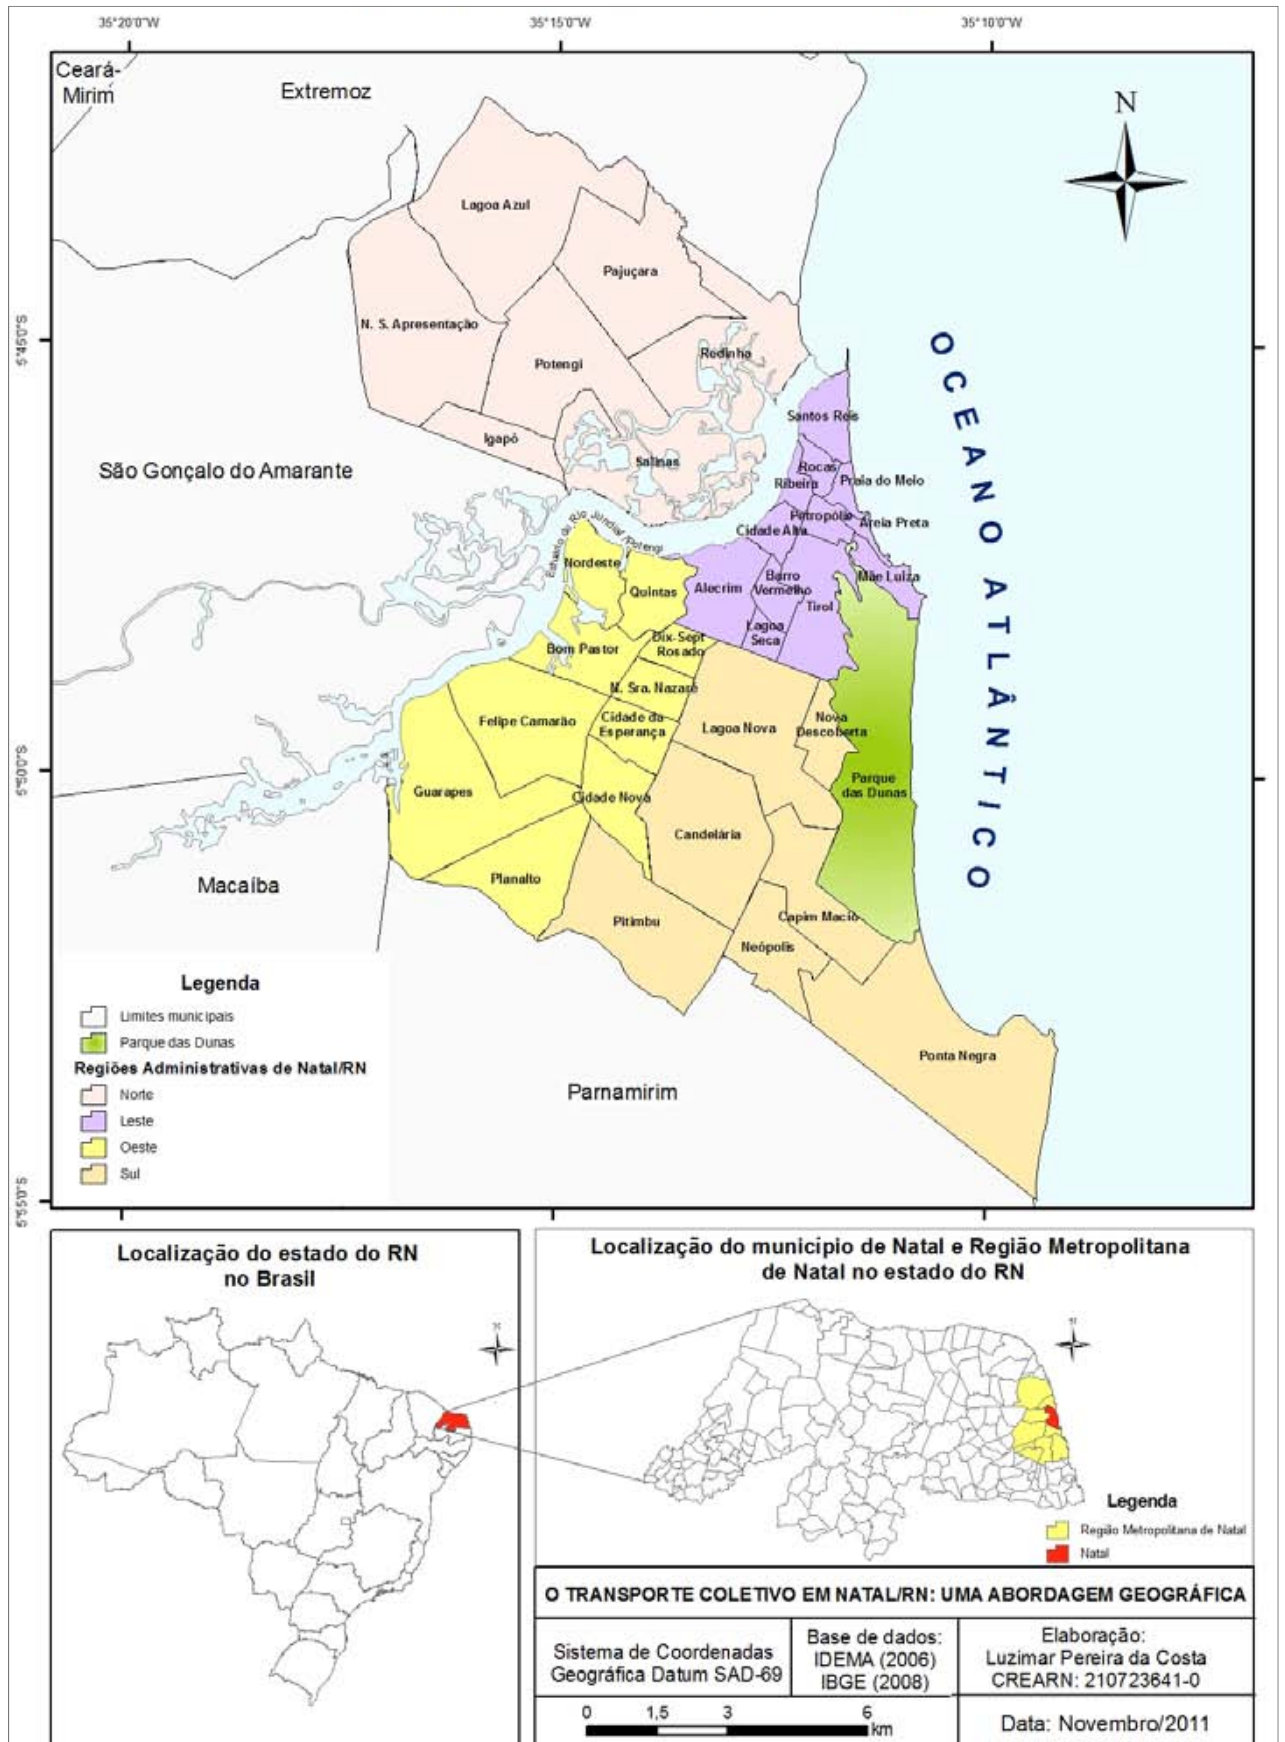 35°20'0"W
35°15'0"W
35°10'0"W
Ceará-
Mirim
Extremoz
N
Lagoa Azul
Pajuçara
N. S. Apresentação
5°45'0"S
Redinha
Potengi
OCEANO ATLÂNTICO
Santos Reis
Igapó
Salinas
São Gonçalo do Amarante
Rocas
Ribeira
Praia do Meio
Petropólis
Areia Preta
Cidade Alta
Estuário do Rio Jundiaí/Potengi
Nordeste
Quintas
Alecrim
Barro
Vermelho
Mãe Luiza
Tirol
Lagoa
Seca
Dix-Sept
Rosado
Bom Pastor
N. Sra. Nazaré
Felipe Camarão
Cidade da
Esperança
Lagoa Nova
Nova
Descoberta
5°50'0"S
Guarapes
Cidade Nova
Parque
das Dunas
Candelária
Macaíba
Planalto
Pitimbu
Capim Macio
Neópolis
Ponta Negra
Parnamirim
Legenda
Limites municipais
Parque das Dunas
Regiões Administrativas de Natal/RN
Norte
Leste
Oeste
Sul
5°55'0"S
Localização do estado do RN
no Brasil
Localização do município de Natal e Região Metropolitana
de Natal no estado do RN
N
N
Legenda
Região Metropolitana de Natal
Natal
O TRANSPORTE COLETIVO EM NATAL/RN: UMA ABORDAGEM GEOGRÁFICA
Sistema de Coordenadas
Geográfica Datum SAD-69
Base de dados:
IDEMA (2006)
IBGE (2008)
Elaboração:
Luzimar Pereira da Costa
CREARN: 210723641-0
0 1,5 3 6
km
Data: Novembro/2011